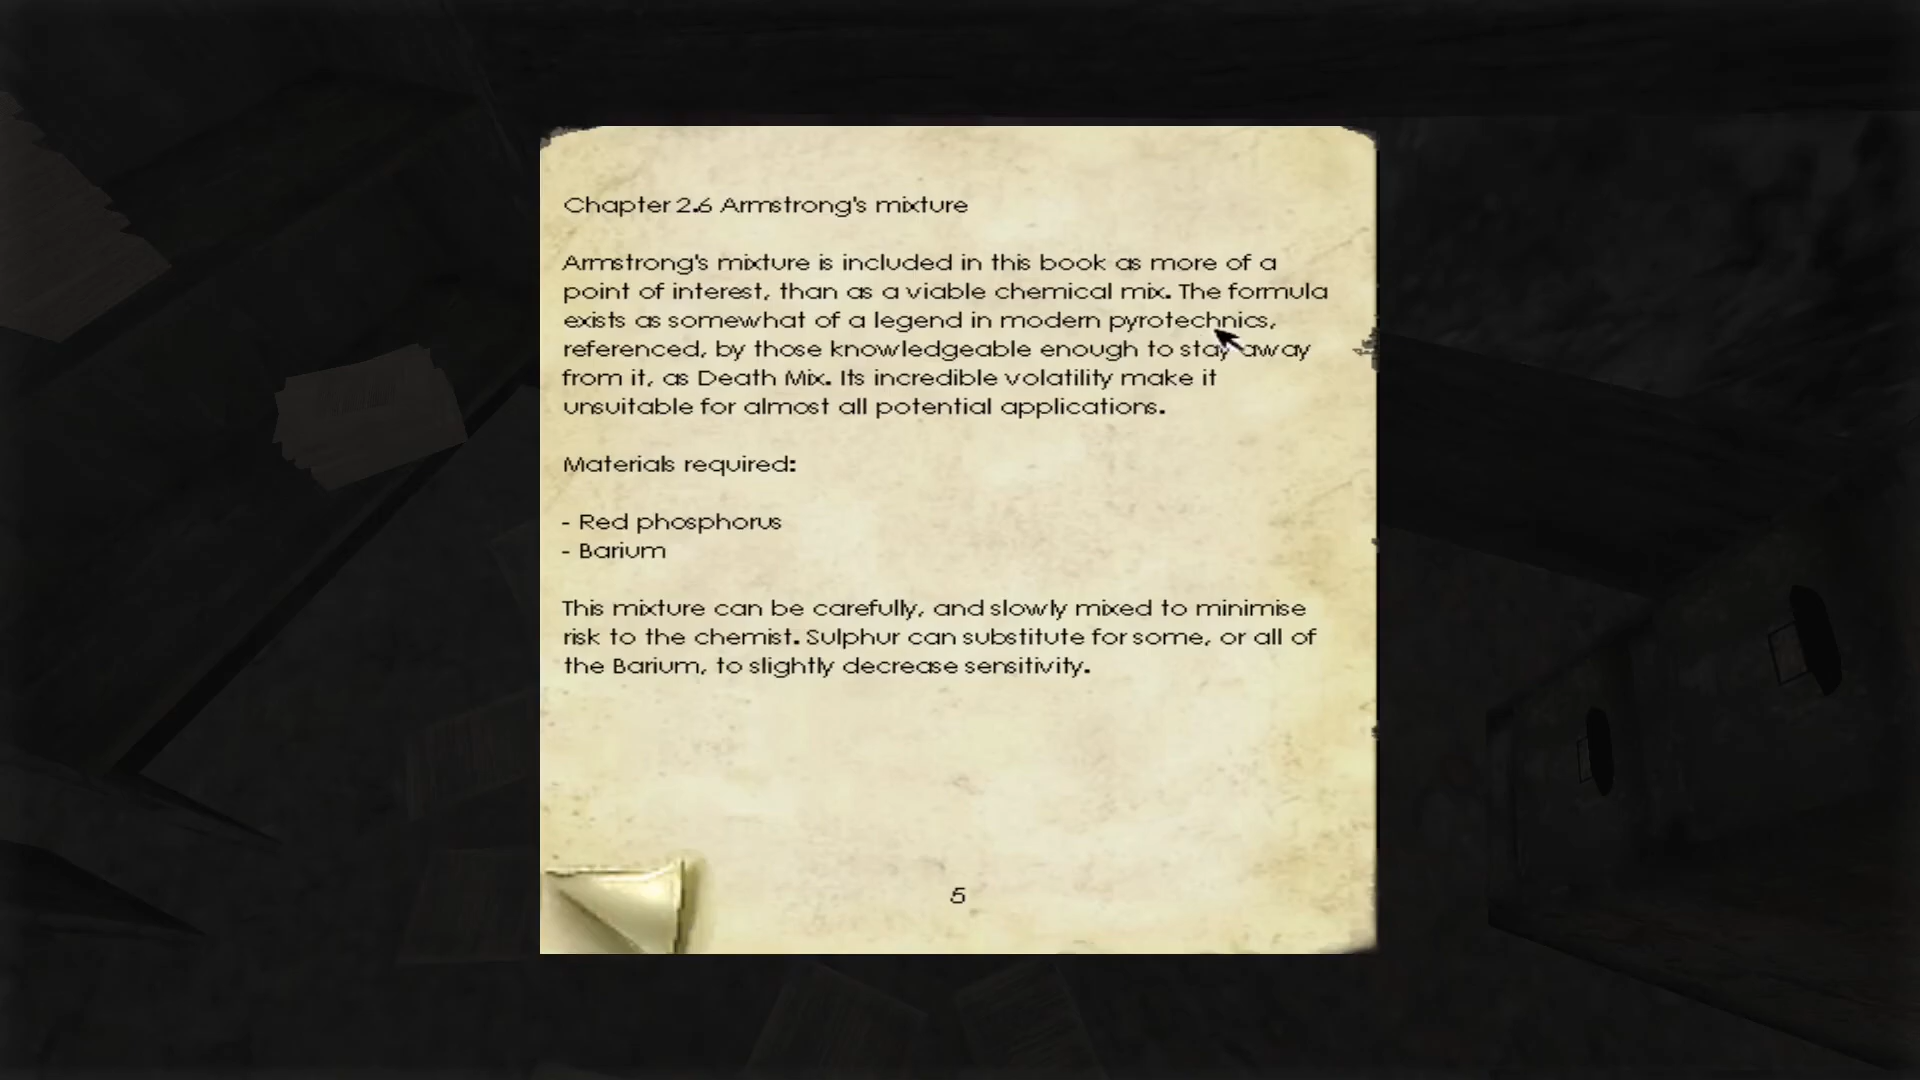 Chapter 2.6 Armstrong's mixture
Armstrong's mixture is included in this book as more of a
point of interest, than as a viable chemical mix. The formula
exists as somewhat of a legend in modern pyrotechnics,
referenced, by those knowledgeable enough to stay away
from it, as Death Mix. Its incredible volatility make it
unsuitable for almost all potential applications.
Materials required:
- Red phosphorus
- Barium
This mixture can be carefully, and slowly mixed to minimise
risk to the chemist. Sulphur can substitute for some, or all of
the Barium, to slightly decrease sensitivity.
5